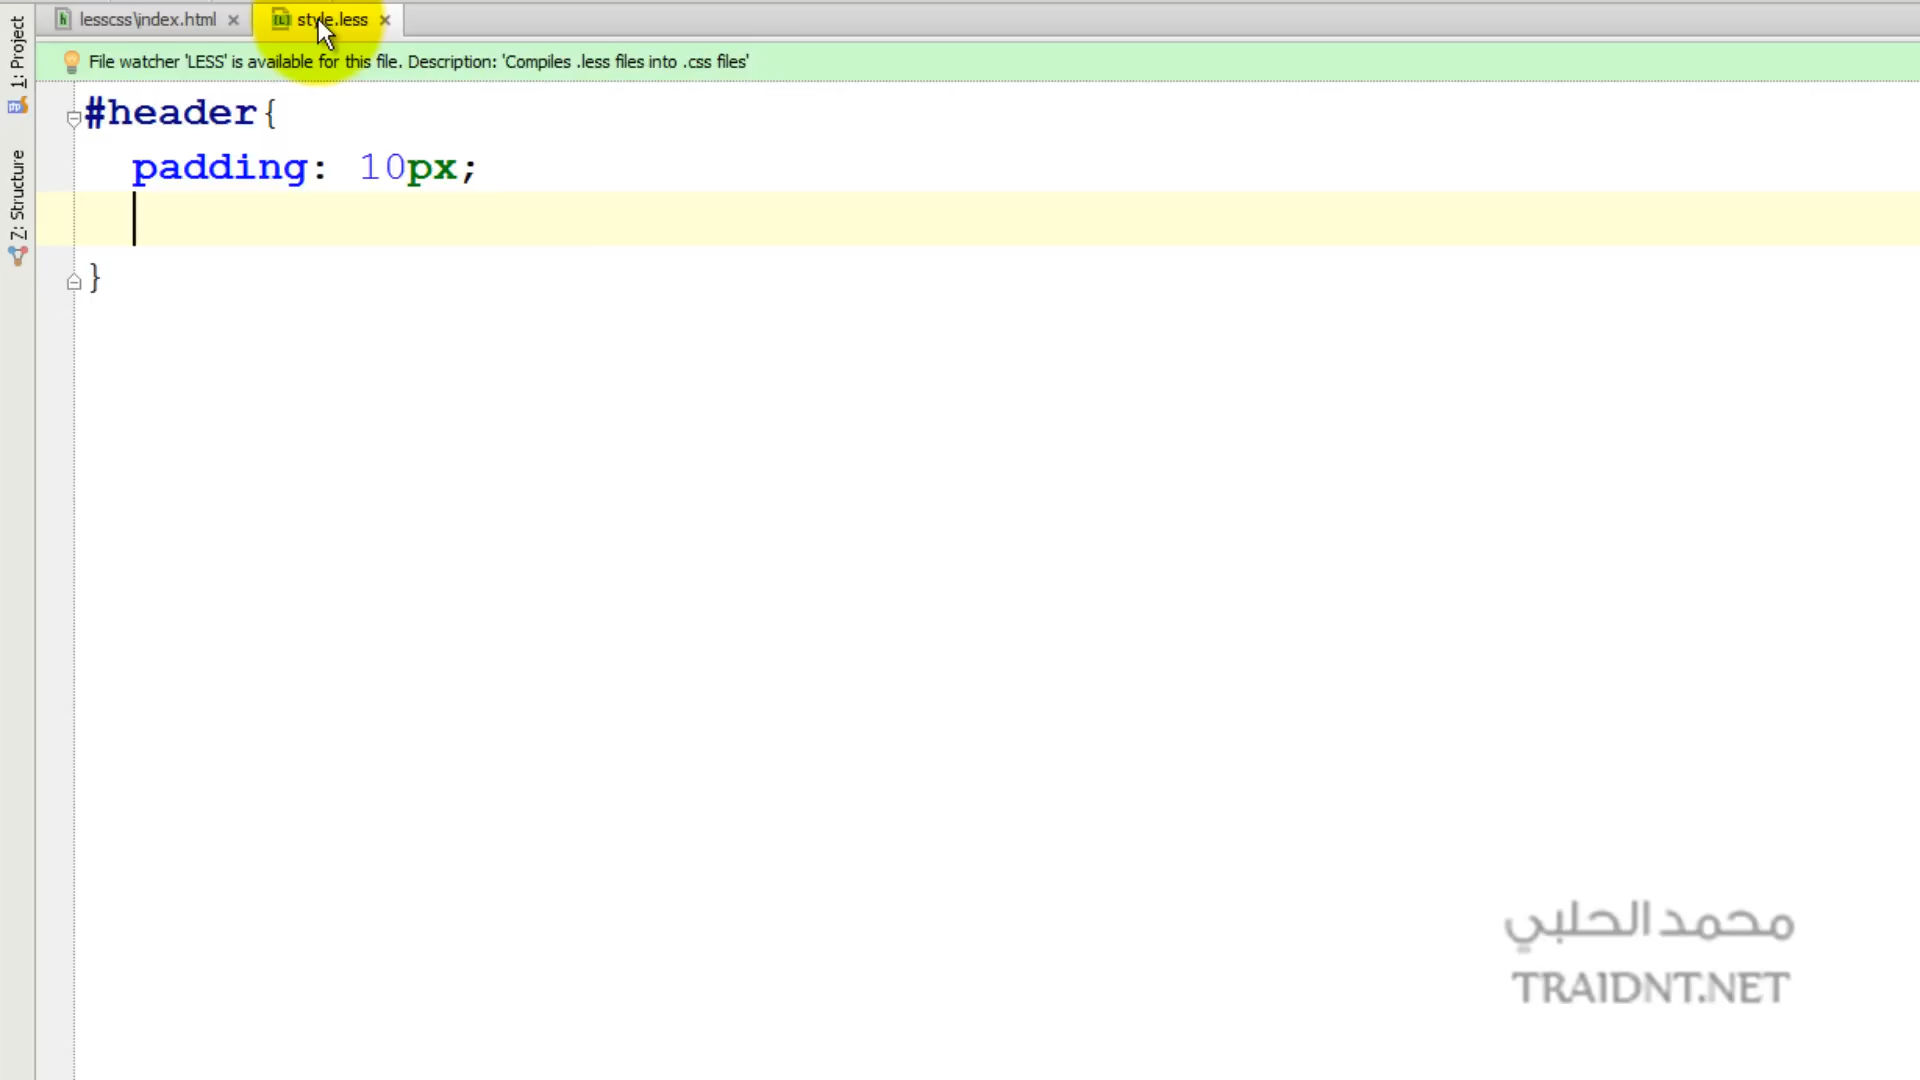 lesscss\index.html
style.less
1: Project
File watcher 'LESS' is available for this file. Description: 'Compiles .less files into .css files'
#header{
padding: 10px;
}
Z: Structure
محمد الحلبي
TRAIDNT.NET